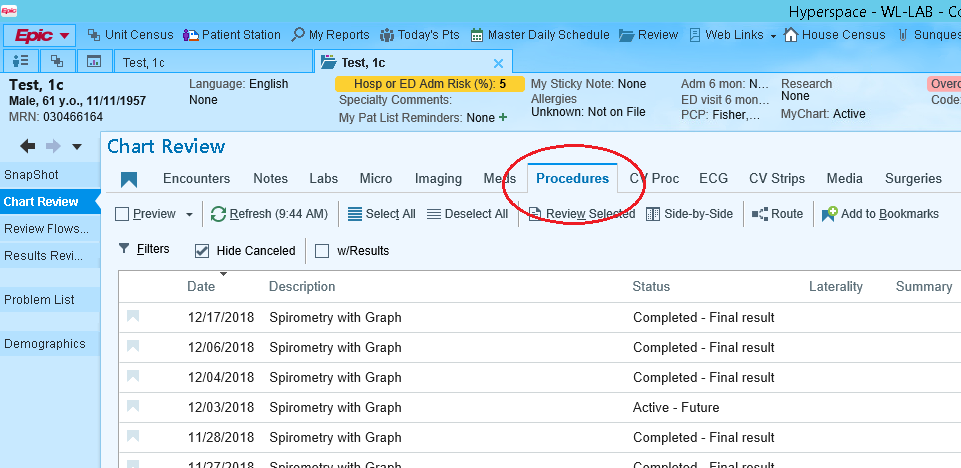 Epic Hyperspace - WL-LAB - Co
Epic Unit Census Patient Station My Reports Today's Pts Master Daily Schedule Review Web Links House Census Sunques
Test, 1c Test, 1c
Test, 1c Language: English Hosp or ED Adm Risk (%): 5 My Sticky Note: None Adm 6 mon: N... Research Overd
Male, 61 y.o., 11/11/1957 None Specialty Comments: Allergies ED visit 6 mon... None Code:
MRN: 030466164 My Pat List Reminders: None Unknown: Not on File PCP: Fisher,... MyChart: Active
Chart Review
SnapShot Encounters Notes Labs Micro Imaging Meds Procedures CV Proc ECG CV Strips Media Surgeries
Chart Review
Preview Refresh (9:44 AM) Select All Deselect All Review Selected Side-by-Side Route Add to Bookmarks
Review Flows...
Results Revi... Filters Hide Canceled w/Results
Date Description Status Laterality Summary
Problem List
12/17/2018 Spirometry with Graph Completed - Final result
Demographics
12/06/2018 Spirometry with Graph Completed - Final result
12/04/2018 Spirometry with Graph Completed - Final result
12/03/2018 Spirometry with Graph Active - Future
11/28/2018 Spirometry with Graph Completed - Final result
11/27/2018 Spirometry with Graph Completed - Final result